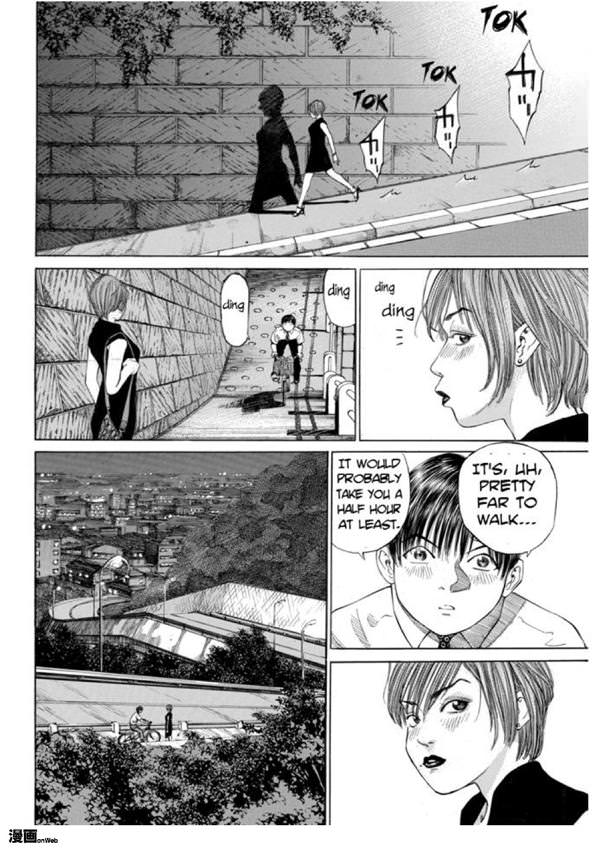 TOK
カッ
TOK
カッ
TOK
カッ
ding
ding
ding
ding
IT'S, UH,
PRETTY
FAR TO
WALK...
IT WOULD
PROBABLY
TAKE YOU A
HALF HOUR
AT LEAST.
漫画 onWeb